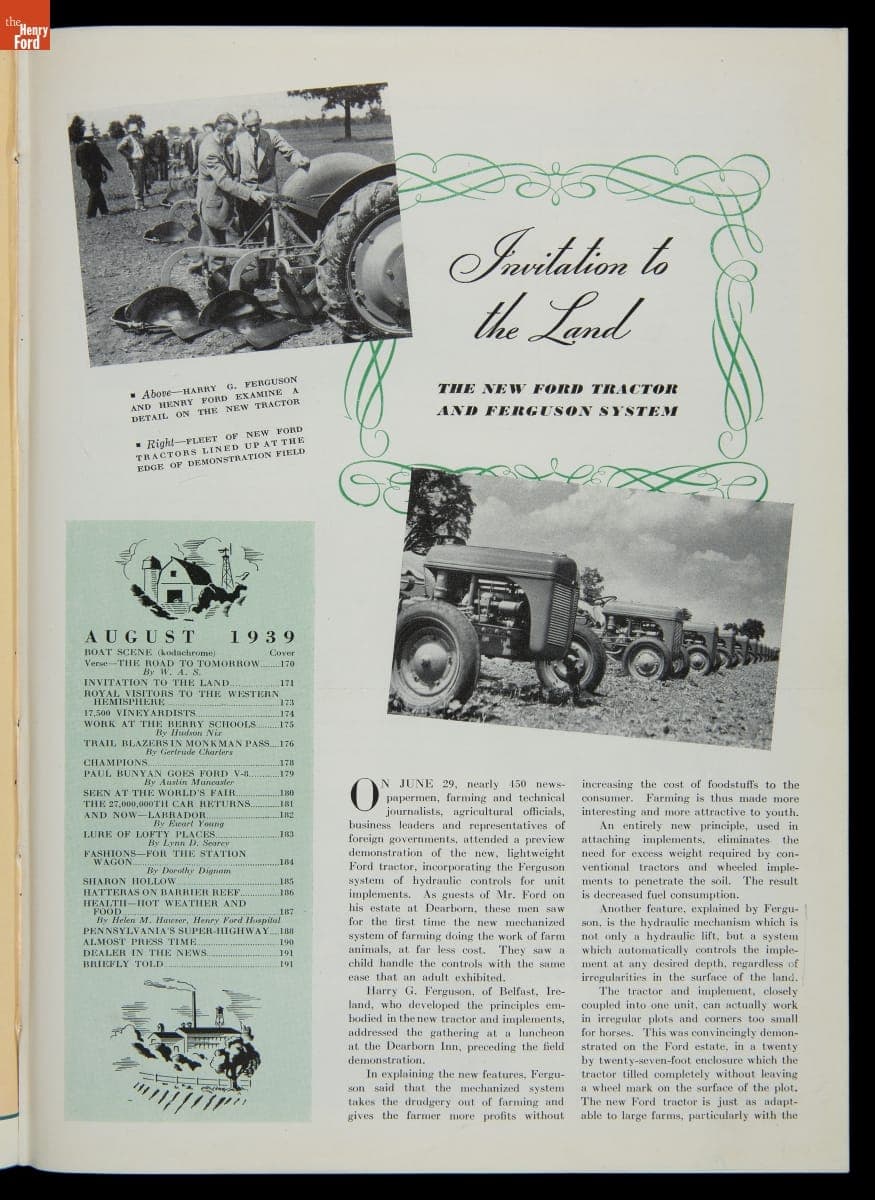 the
Henry
Ford
Invitation to
the Land
THE NEW FORD TRACTOR
AND FERGUSON SYSTEM
▪ Above—HARRY G. FERGUSON
AND HENRY FORD EXAMINE A
DETAIL ON THE NEW TRACTOR
▪ Right—FLEET OF NEW FORD
TRACTORS LINED UP AT THE
EDGE OF DEMONSTRATION FIELD
AUGUST 1939
BOAT SCENE (kodachrome) Cover
Verse—THE ROAD TO TOMORROW.......170
By W. A. S.
INVITATION TO THE LAND...............171
ROYAL VISITORS TO THE WESTERN
HEMISPHERE.............................173
17,500 VINEYARDISTS.....................174
WORK AT THE BERRY SCHOOLS.........175
By Hudson Nix
TRAIL BLAZERS IN MONKMAN PASS....176
By Gertrude Charters
CHAMPIONS...............................178
PAUL BUNYAN GOES FORD V-8...........179
By Austin Muncaster
SEEN AT THE WORLD'S FAIR.............180
THE 27,000,000TH CAR RETURNS..........181
AND NOW—LABRADOR....................182
By Ewart Young
LURE OF LOFTY PLACES..................183
By Lynn D. Searcy
FASHIONS—FOR THE STATION
WAGON....................................184
By Dorothy Dignam
SHARON HOLLOW.........................185
HATTERAS ON BARRIER REEF............186
HEALTH—HOT WEATHER AND
FOOD......................................187
By Helen M. Hawser, Henry Ford Hospital
PENNSYLVANIA'S SUPER-HIGHWAY....188
ALMOST PRESS TIME......................190
DEALER IN THE NEWS....................191
BRIEFLY TOLD............................191
ON JUNE 29, nearly 450 news-
papermen, farming and technical
journalists, agricultural officials,
business leaders and representatives of
foreign governments, attended a preview
demonstration of the new, lightweight
Ford tractor, incorporating the Ferguson
system of hydraulic controls for unit
implements. As guests of Mr. Ford on
his estate at Dearborn, these men saw
for the first time the new mechanized
system of farming doing the work of farm
animals, at far less cost. They saw a
child handle the controls with the same
ease that an adult exhibited.
Harry G. Ferguson, of Belfast, Ire-
land, who developed the principles em-
bodied in the new tractor and implements,
addressed the gathering at a luncheon
at the Dearborn Inn, preceding the field
demonstration.
In explaining the new features, Fergu-
son said that the mechanized system
takes the drudgery out of farming and
gives the farmer more profits without
increasing the cost of foodstuffs to the
consumer. Farming is thus made more
interesting and more attractive to youth.
An entirely new principle, used in
attaching implements, eliminates the
need for excess weight required by con-
ventional tractors and wheeled imple-
ments to penetrate the soil. The result
is decreased fuel consumption.
Another feature, explained by Fergu-
son, is the hydraulic mechanism which is
not only a hydraulic lift, but a system
which automatically controls the imple-
ment at any desired depth, regardless of
irregularities in the surface of the land.
The tractor and implement, closely
coupled into one unit, can actually work
in irregular plots and corners too small
for horses. This was convincingly demon-
strated on the Ford estate, in a twenty
by twenty-seven-foot enclosure which the
tractor tilled completely without leaving
a wheel mark on the surface of the plot.
The new Ford tractor is just as adapt-
able to large farms, particularly with the